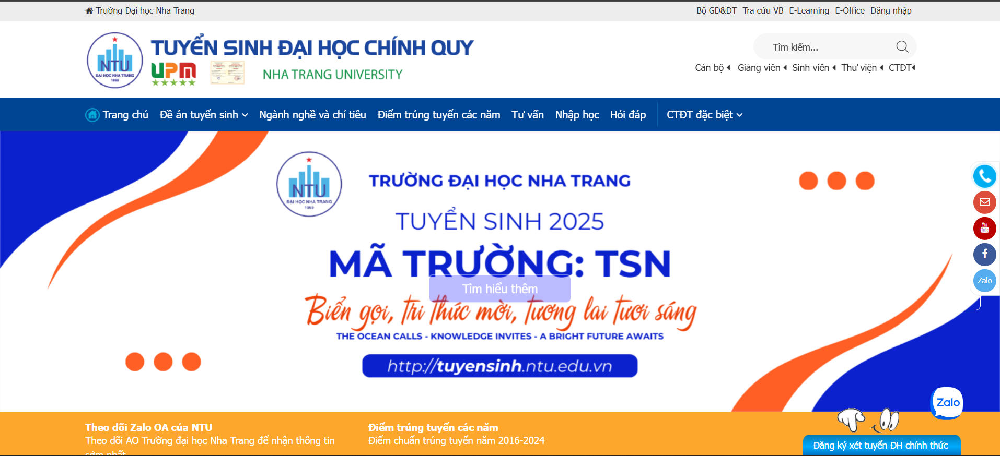 Trường Đại học Nha Trang
Bộ GD&ĐT Tra cứu VB E-Learning E-Office Đăng nhập
NTU
ĐẠI HỌC NHA TRANG
1959
TUYỂN SINH ĐẠI HỌC CHÍNH QUY
UPM
NHA TRANG UNIVERSITY
Tìm kiếm...
Cán bộ Giảng viên Sinh viên Thư viện CTĐT
Trang chủ Đề án tuyển sinh Ngành nghề và chỉ tiêu Điểm trúng tuyển các năm Tư vấn Nhập học Hỏi đáp CTĐT đặc biệt
NTU
ĐẠI HỌC NHA TRANG
1959
TRƯỜNG ĐẠI HỌC NHA TRANG
TUYỂN SINH 2025
MÃ TRƯỜNG: TSN
Tìm hiểu thêm
Biển gọi, tri thức mời, tương lai tươi sáng
THE OCEAN CALLS - KNOWLEDGE INVITES - A BRIGHT FUTURE AWAITS
http://tuyensinh.ntu.edu.vn
You
Tube
Zalo
Zalo
Theo dõi Zalo OA của NTU
Theo dõi AO Trường đại học Nha Trang để nhận thông tin
sớm nhất
Điểm trúng tuyển các năm
Điểm chuẩn trúng tuyển năm 2016-2024
Đăng ký xét tuyển ĐH chính thức